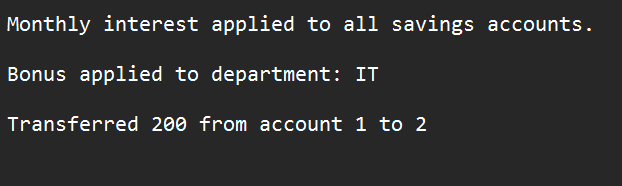 Monthly interest applied to all savings accounts.
Bonus applied to department: IT
Transferred 200 from account 1 to 2